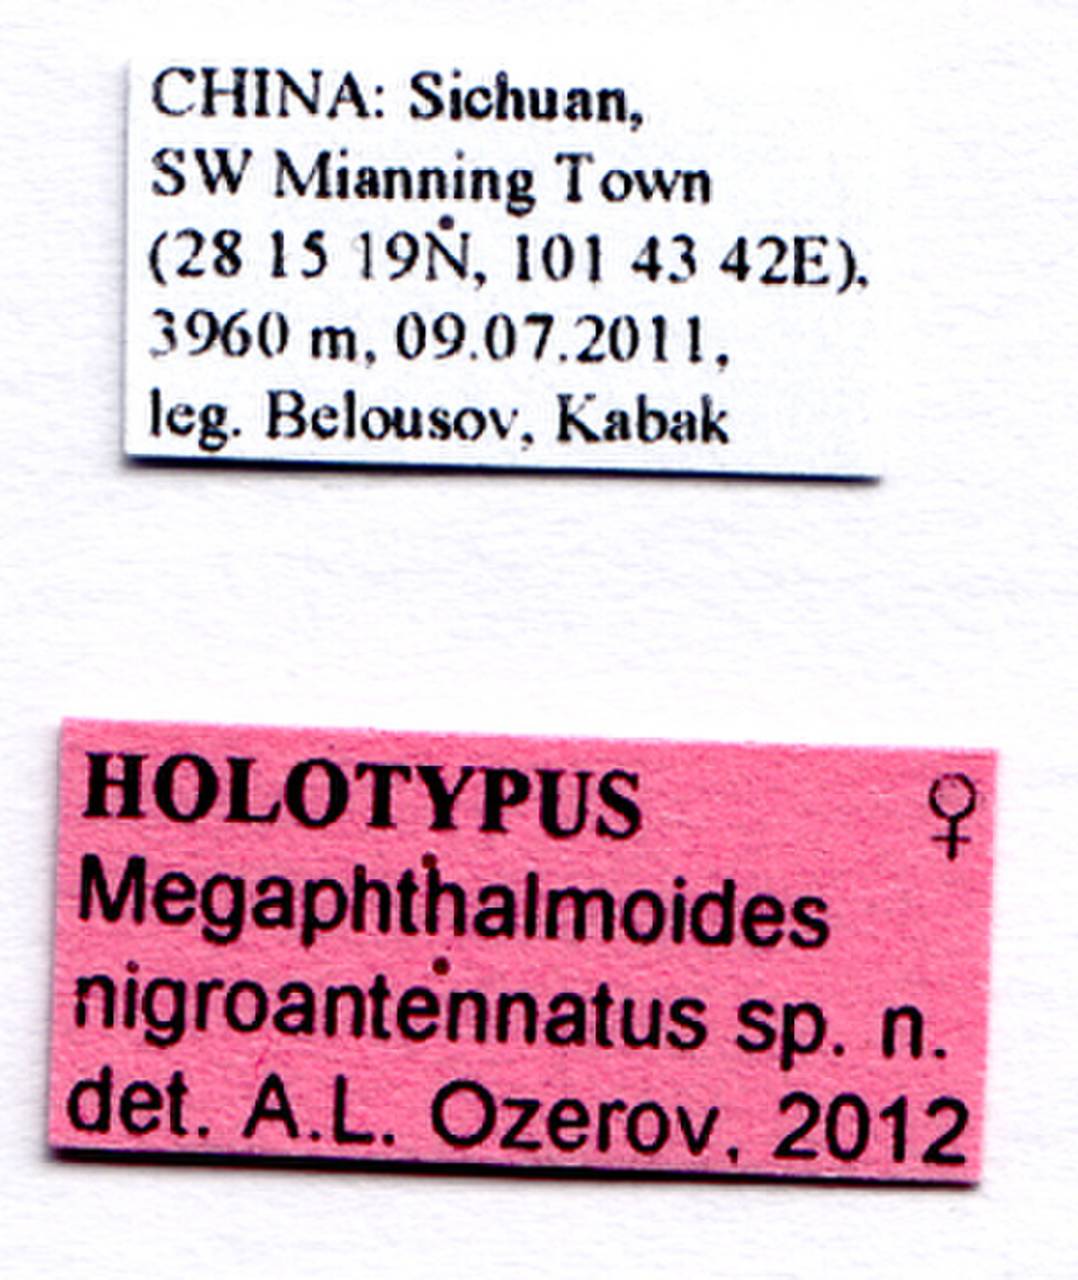 CHINA: Sichuan,
SW Mianning Town
(28 15 19N, 101 43 42E),
3960 m, 09.07.2011,
leg. Belousov, Kabak
HOLOTYPUS ♀
Megaphthalmoides
nigroantennatus sp. n.
det. A.L. Ozerov, 2012